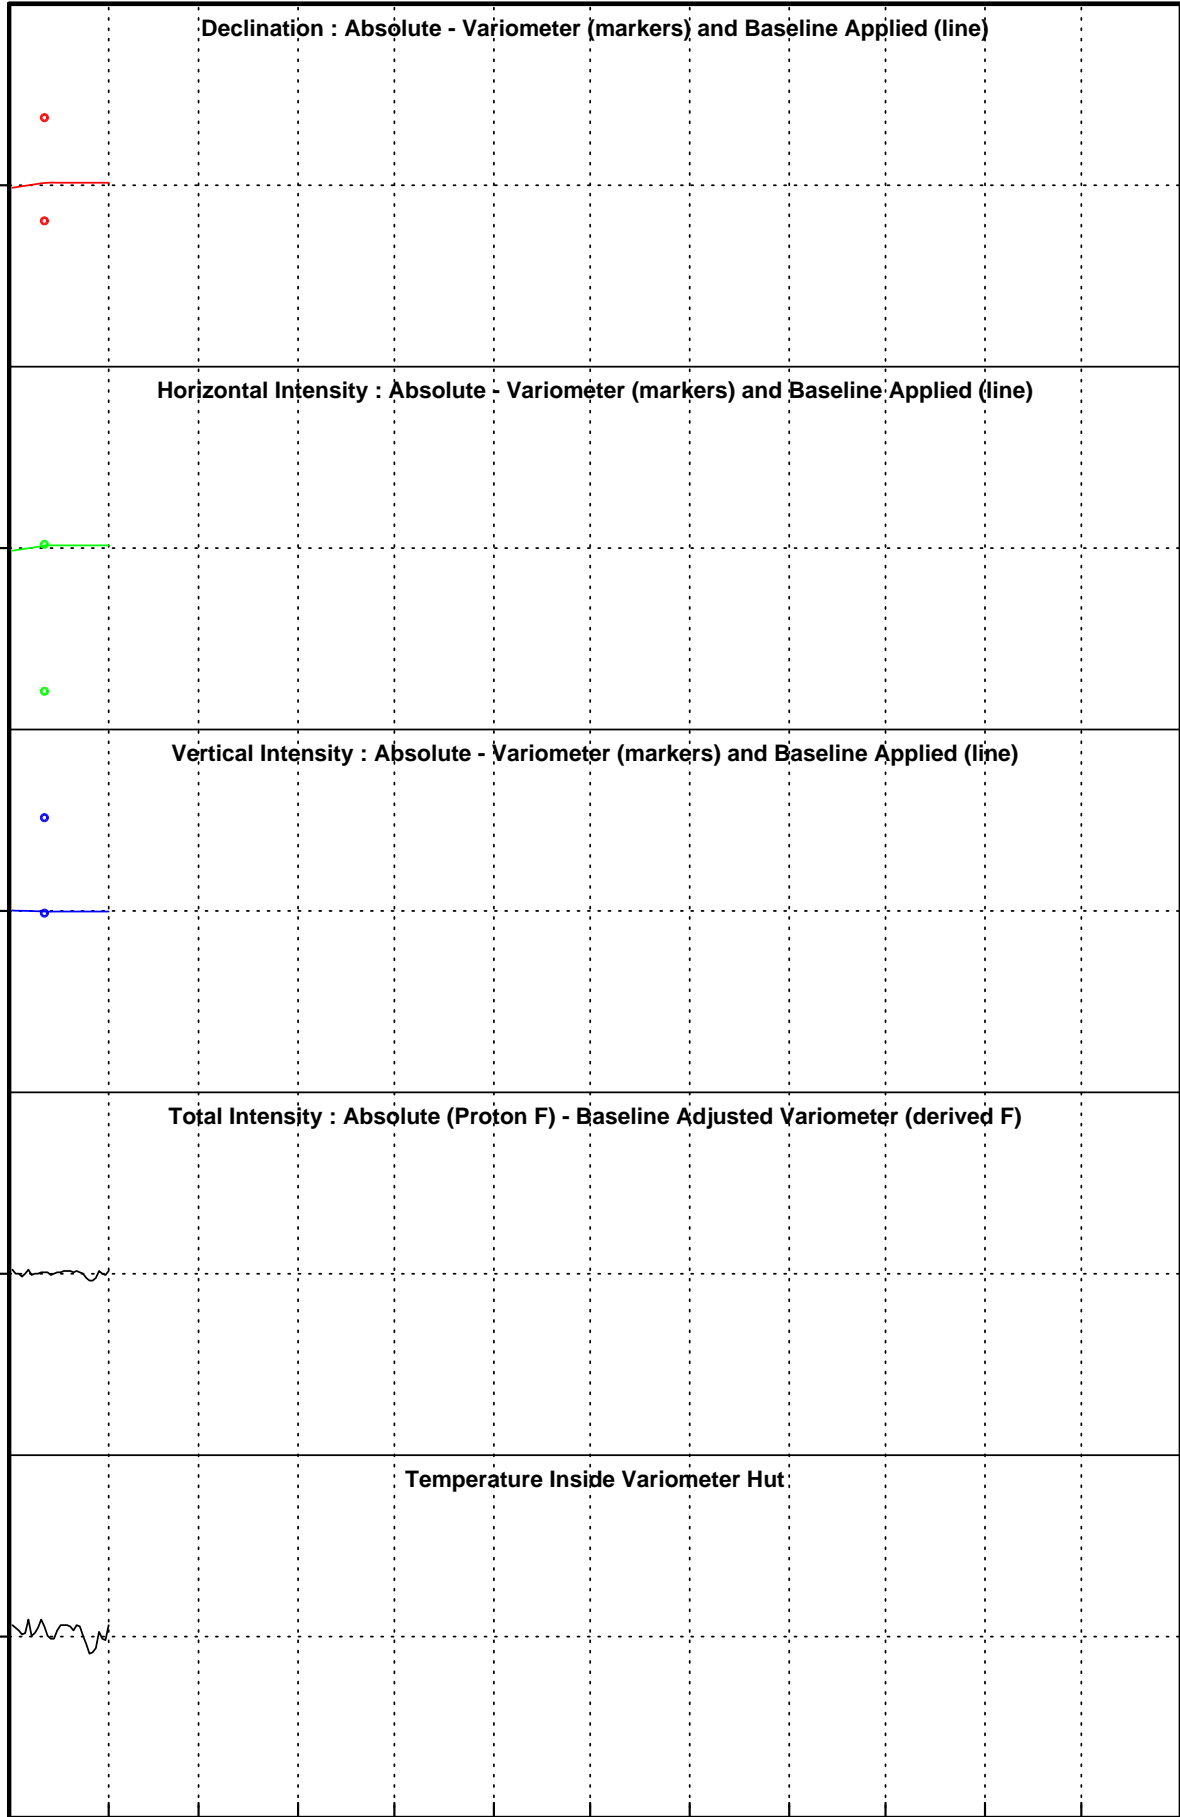 Declination : Absolute - Variometer (markers) and Baseline Applied (line)
Horizontal Intensity : Absolute - Variometer (markers) and Baseline Applied (line)
Vertical Intensity : Absolute - Variometer (markers) and Baseline Applied (line)
Total Intensity : Absolute (Proton F) - Baseline Adjusted Variometer (derived F)
Temperature Inside Variometer Hut